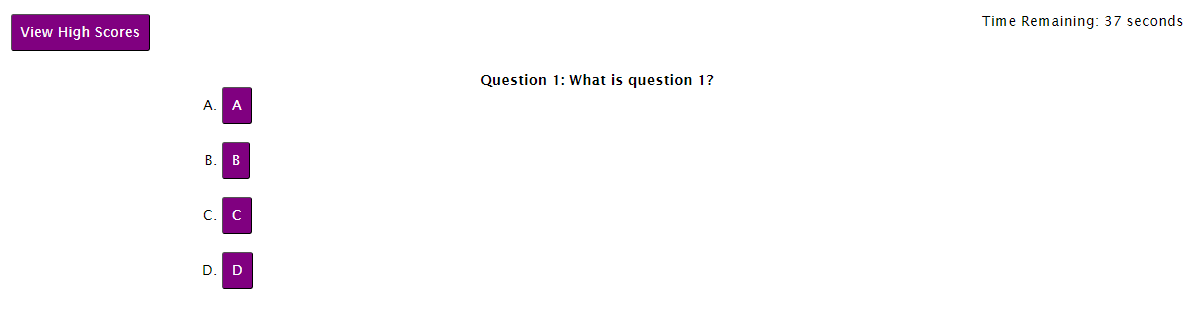 View High Scores
Time Remaining: 37 seconds
Question 1: What is question 1?
A. A
B. B
C. C
D. D